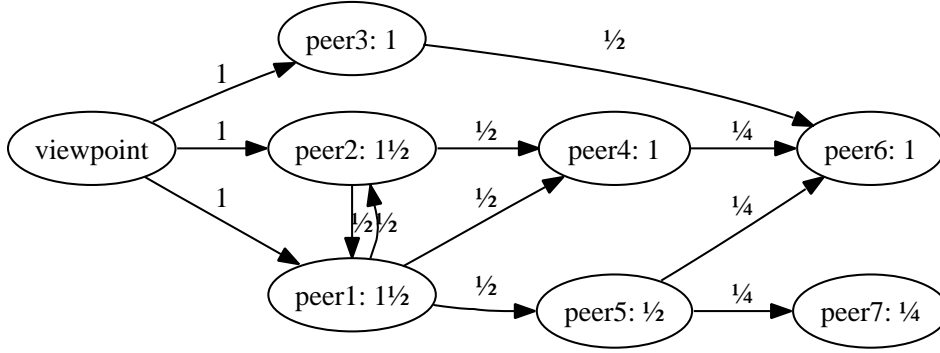 peer3: 1
½
1
viewpoint
1
peer2: 1½
½
peer4: 1
¼
peer6: 1
1
½
½
½
¼
peer1: 1½
½
peer5: ½
¼
peer7: ¼